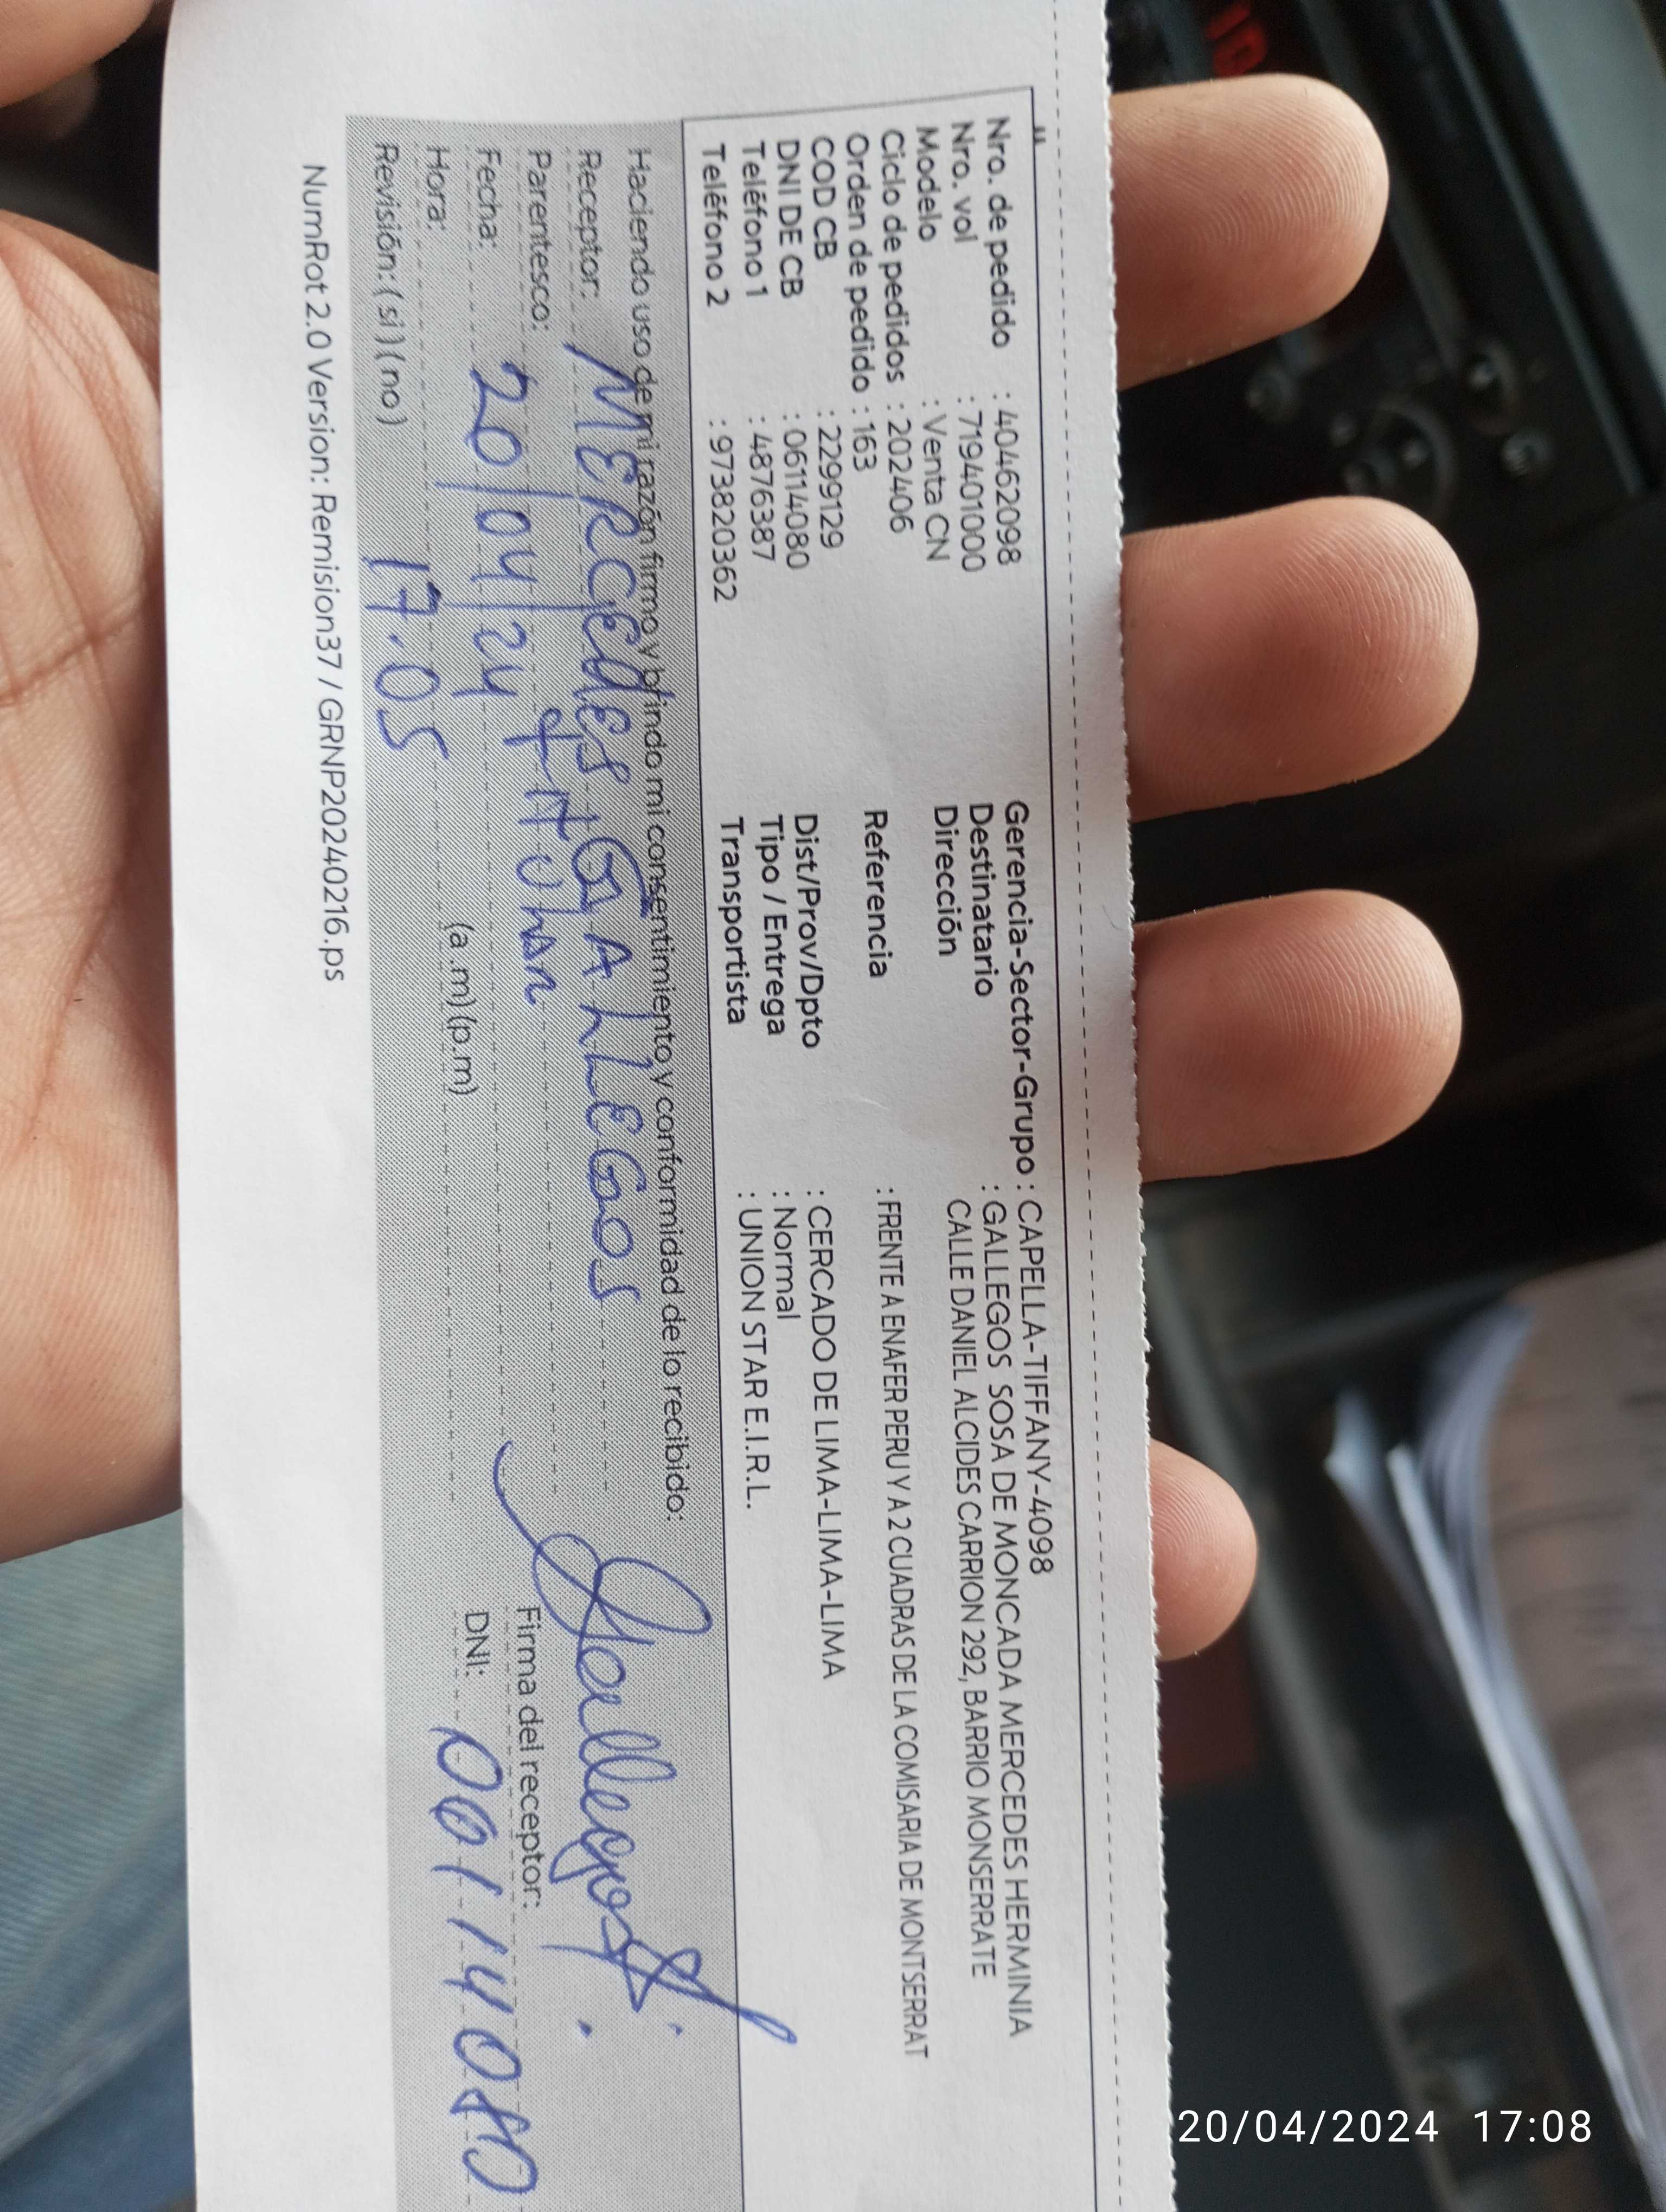 Nro. de pedido : 40462098
Nro. vol : 719401000
Modelo : Venta CN
Ciclo de pedidos : 202406
Orden de pedido : 163
COD CB : 2299129
DNI DE CB : 06114080
Teléfono 1 : 4876387
Teléfono 2 : 973820362
Gerencia-Sector-Grupo : CAPELLA-TIFFANY-4098
Destinatario : GALLEGOS SOSA DE MONCADA MERCEDES HERMINIA
Dirección CALLE DANIEL ALCIDES CARRION 292, BARRIO MONSERRATE
Referencia : FRENTE A ENAFER PERU Y A 2 CUADRAS DE LA COMISARIA DE MONTSERRAT
Dist/Prov/Dpto : CERCADO DE LIMA-LIMA-LIMA
Tipo / Entrega : Normal
Transportista : UNION STAR E.I.R.L.
Haciendo uso de mi razón firmo y brindo mi consentimiento y conformidad de lo recibido:
Receptor: MERCEDES GALLEGOS
Parentesco:
Fecha: 20/04/24
Hora: 17.05 (a.m) (p.m)
Revisión: (si) (no)
Gallegos
Firma del receptor:
DNI: 06114080
NumRot 2.0 Version: Remision37 / GRNP20240216.ps
20/04/2024 17:08